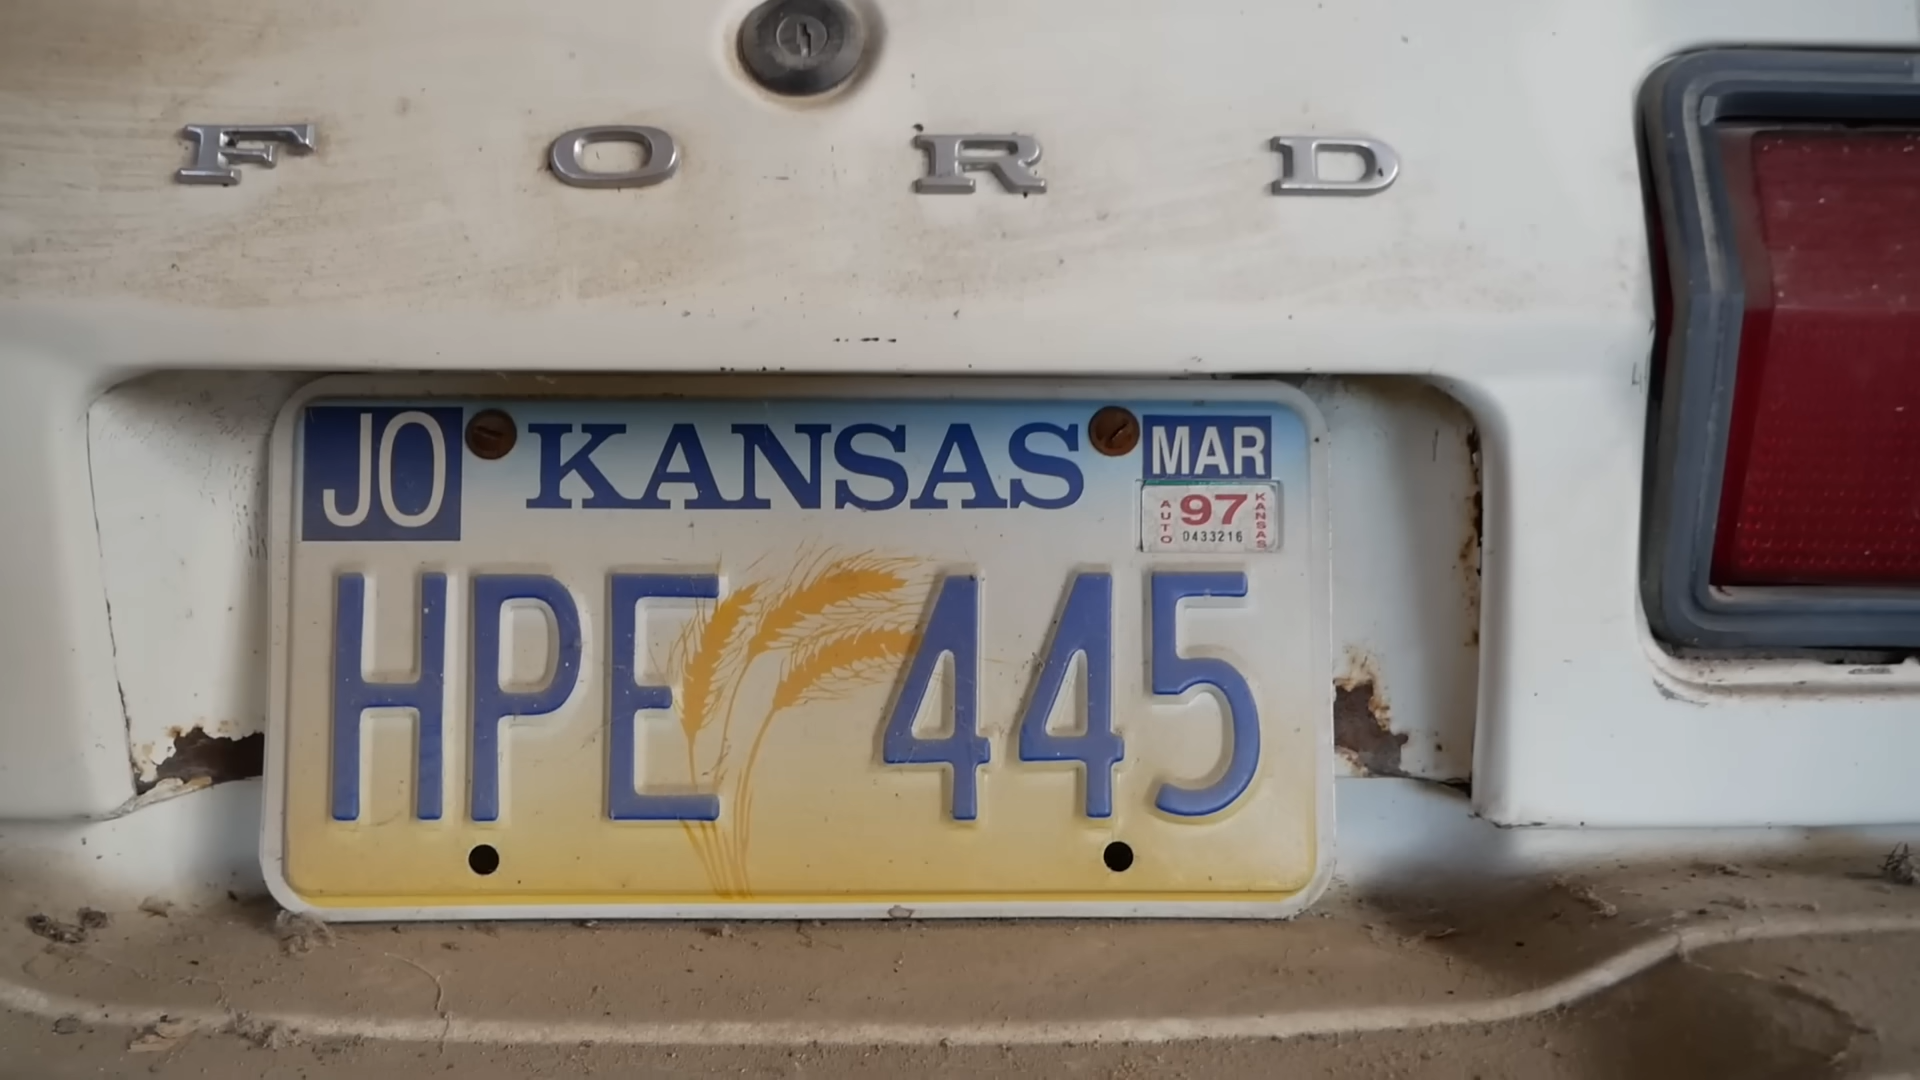 FORD
JO KANSAS MAR
AUTO 97 KANSAS
0433216
HPE 445